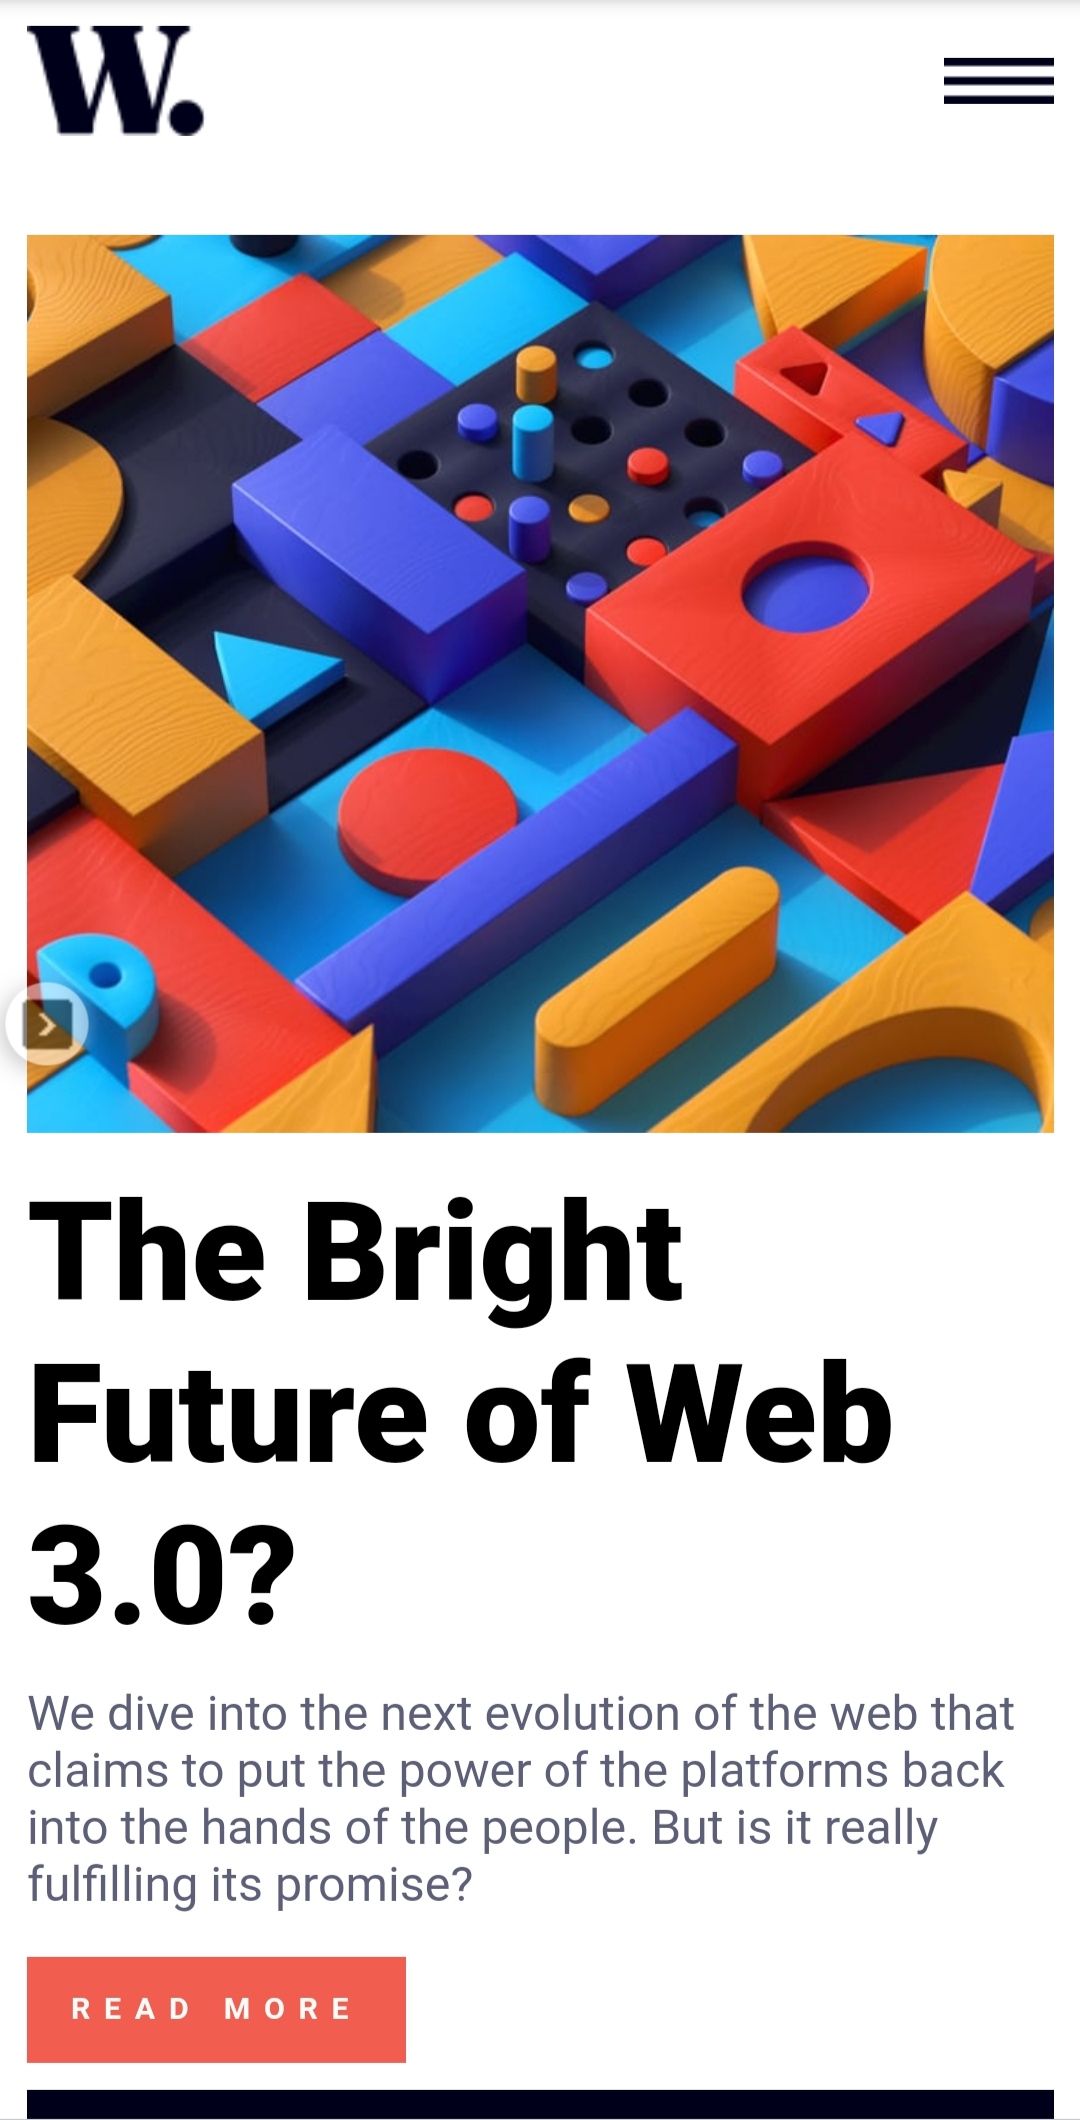 W.
The Bright
Future of Web
3.0?
We dive into the next evolution of the web that
claims to put the power of the platforms back
into the hands of the people. But is it really
fulfilling its promise?
READ MORE